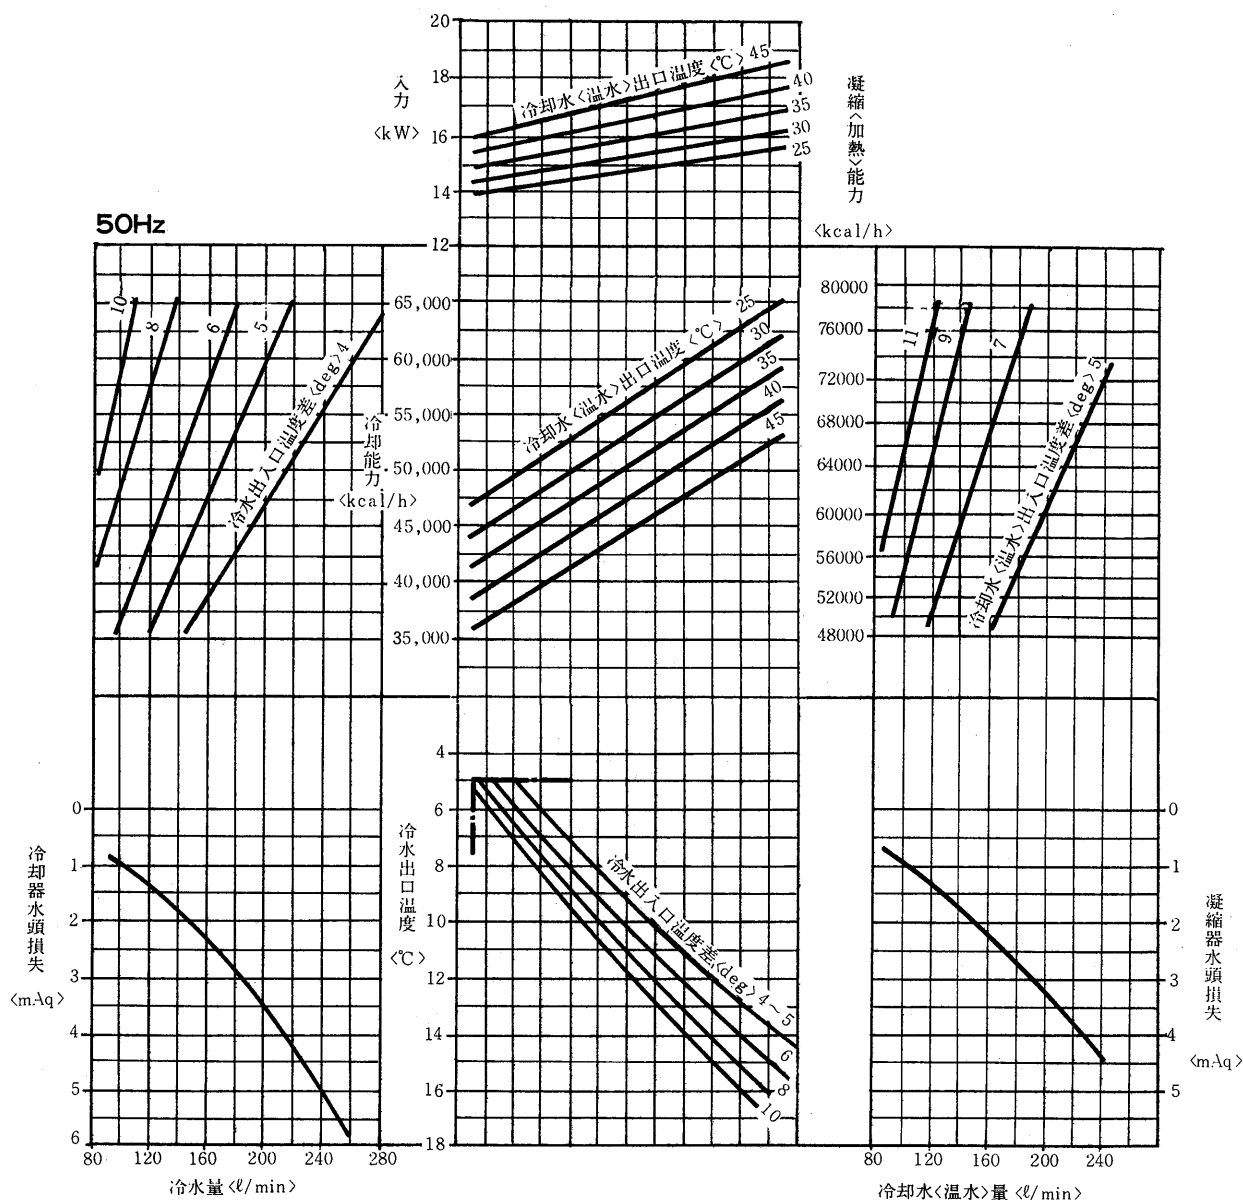 20
18
入力
<kW>
16
14
12
冷却水<温水>出口温度<℃>45
40
35
30
25
凝縮<加熱>能力
<kcal/h>
50Hz
10
8
6
5
冷水出入口温度差<deg>4
65,000
60,000
55,000
冷却能力
50,000
<kcal/h>
45,000
40,000
35,000
冷却水<温水>出口温度<℃> 25
30
35
40
45
80000
76000
72000
68000
64000
60000
56000
52000
48000
11
9
7
冷却水<温水>出入口温度差<deg>5
0
1
2
3
4
5
6
冷却器水頭損失
<mAq>
80 120 160 200 240 280
冷水量<ℓ/min>
4
6
8
10
12
14
16
18
冷水出口温度
<℃>
冷水出入口温度差<deg>4～5
6
8
10
0
1
2
3
4
5
凝縮器水頭損失
<mAq>
80 120 160 200 240
冷却水<温水>量<ℓ/min>